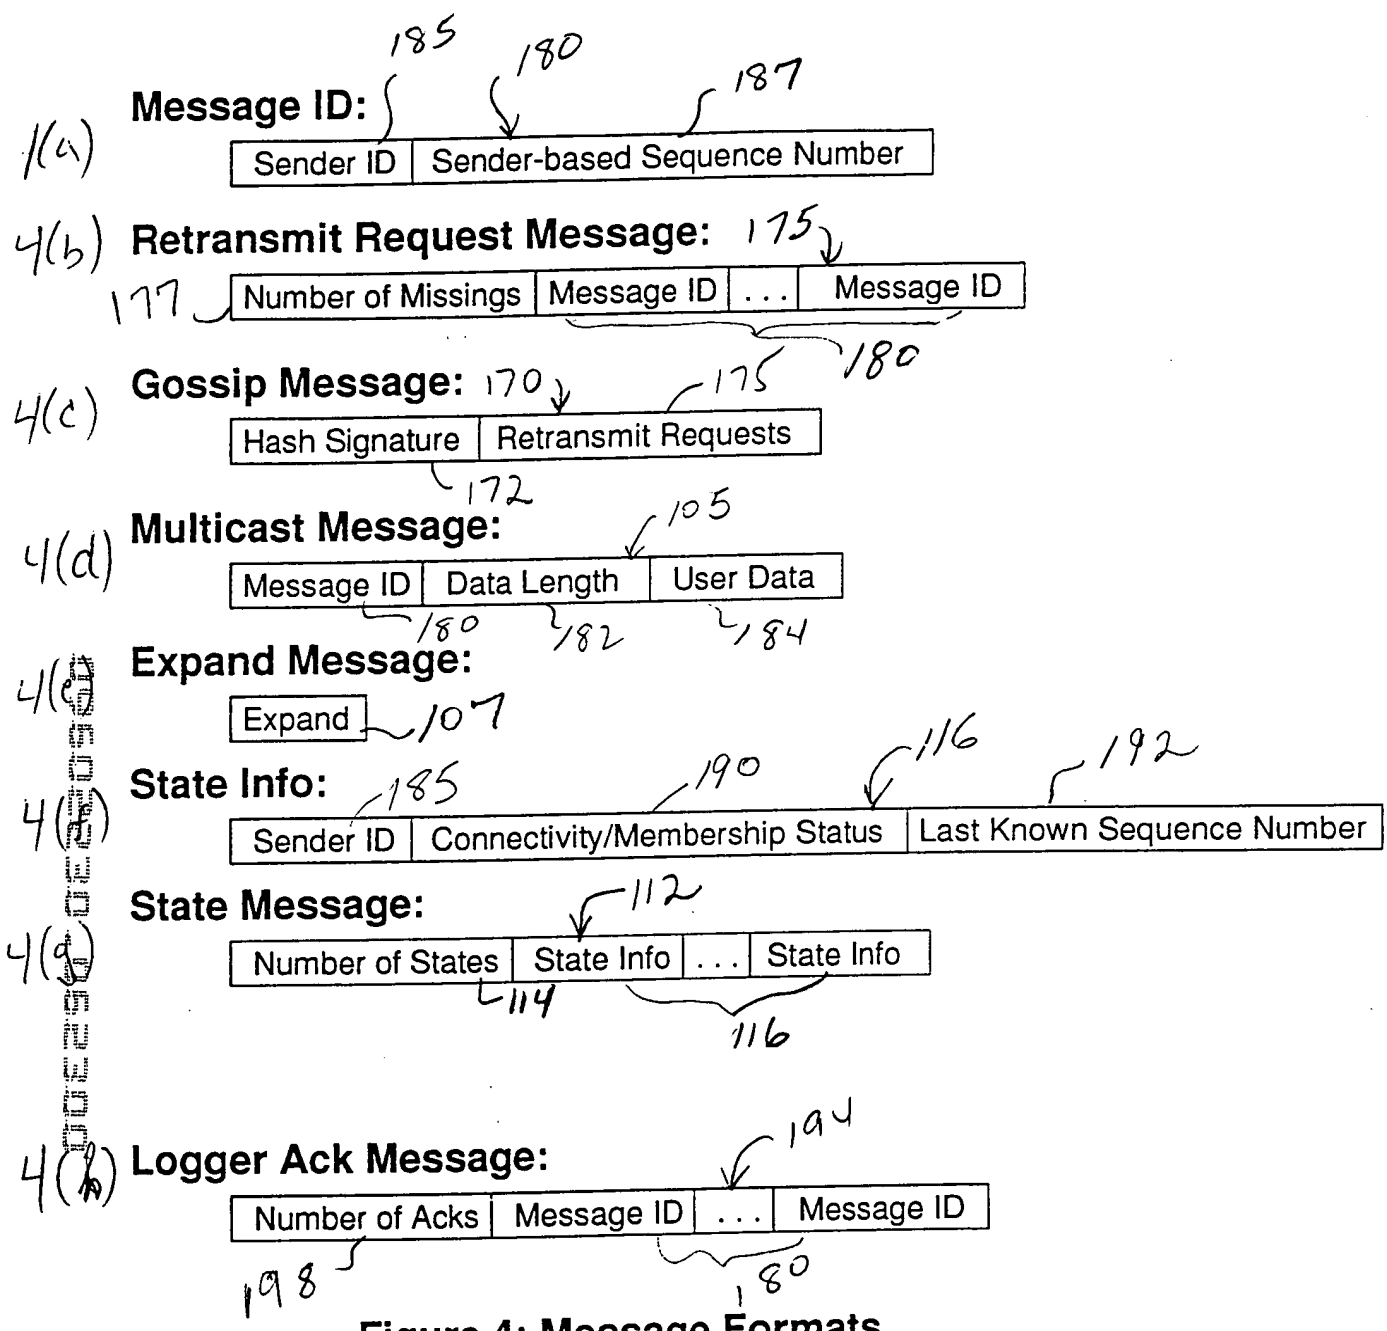 185 180 187
Message ID:
1(a)
Sender ID Sender-based Sequence Number
4(b) Retransmit Request Message: 175
177 Number of Missings Message ID ... Message ID
180
Gossip Message: 170 175
4(c)
Hash Signature Retransmit Requests
172
Multicast Message: 105
4(d)
Message ID Data Length User Data
180 182 184
Expand Message:
4(e)
Expand 107
State Info: 185 190 116 192
4(f)
Sender ID Connectivity/Membership Status Last Known Sequence Number
State Message: 112
4(g)
Number of States State Info ... State Info
114 116
Logger Ack Message: 194
4(h)
Number of Acks Message ID ... Message ID
198 180
Figure 4: Message Formats